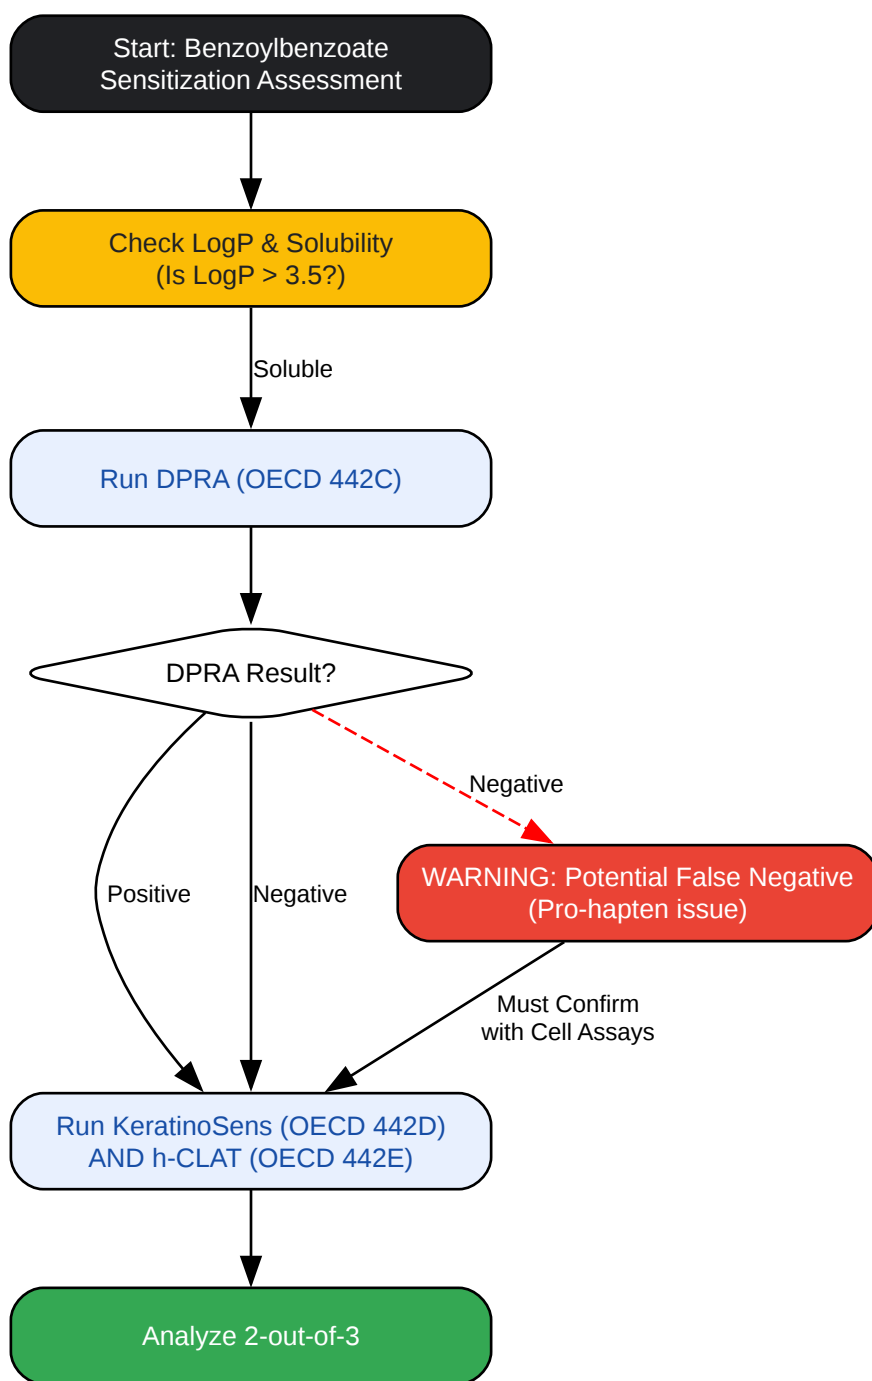 Start: Benzoylbenzoate
Sensitization Assessment
Check LogP & Solubility
(Is LogP > 3.5?)
Soluble
Run DPRA (OECD 442C)
DPRA Result?
Negative
WARNING: Potential False Negative
(Pro-hapten issue)
Positive
Negative
Must Confirm
with Cell Assays
Run KeratinoSens (OECD 442D)
AND h-CLAT (OECD 442E)
Analyze 2-out-of-3